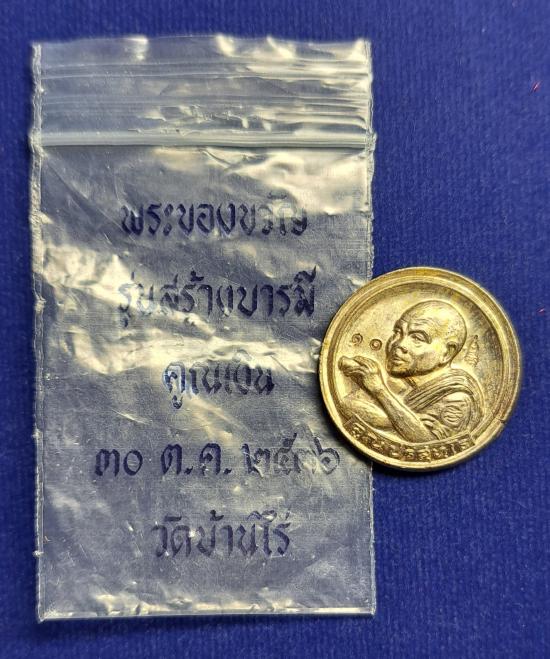 พระของขวัญ
รุ่นสร้างบารมี
คูณเงิน
๓๐ ต.ค. ๒๕๓๖
วัดบ้านไร่
๑๐